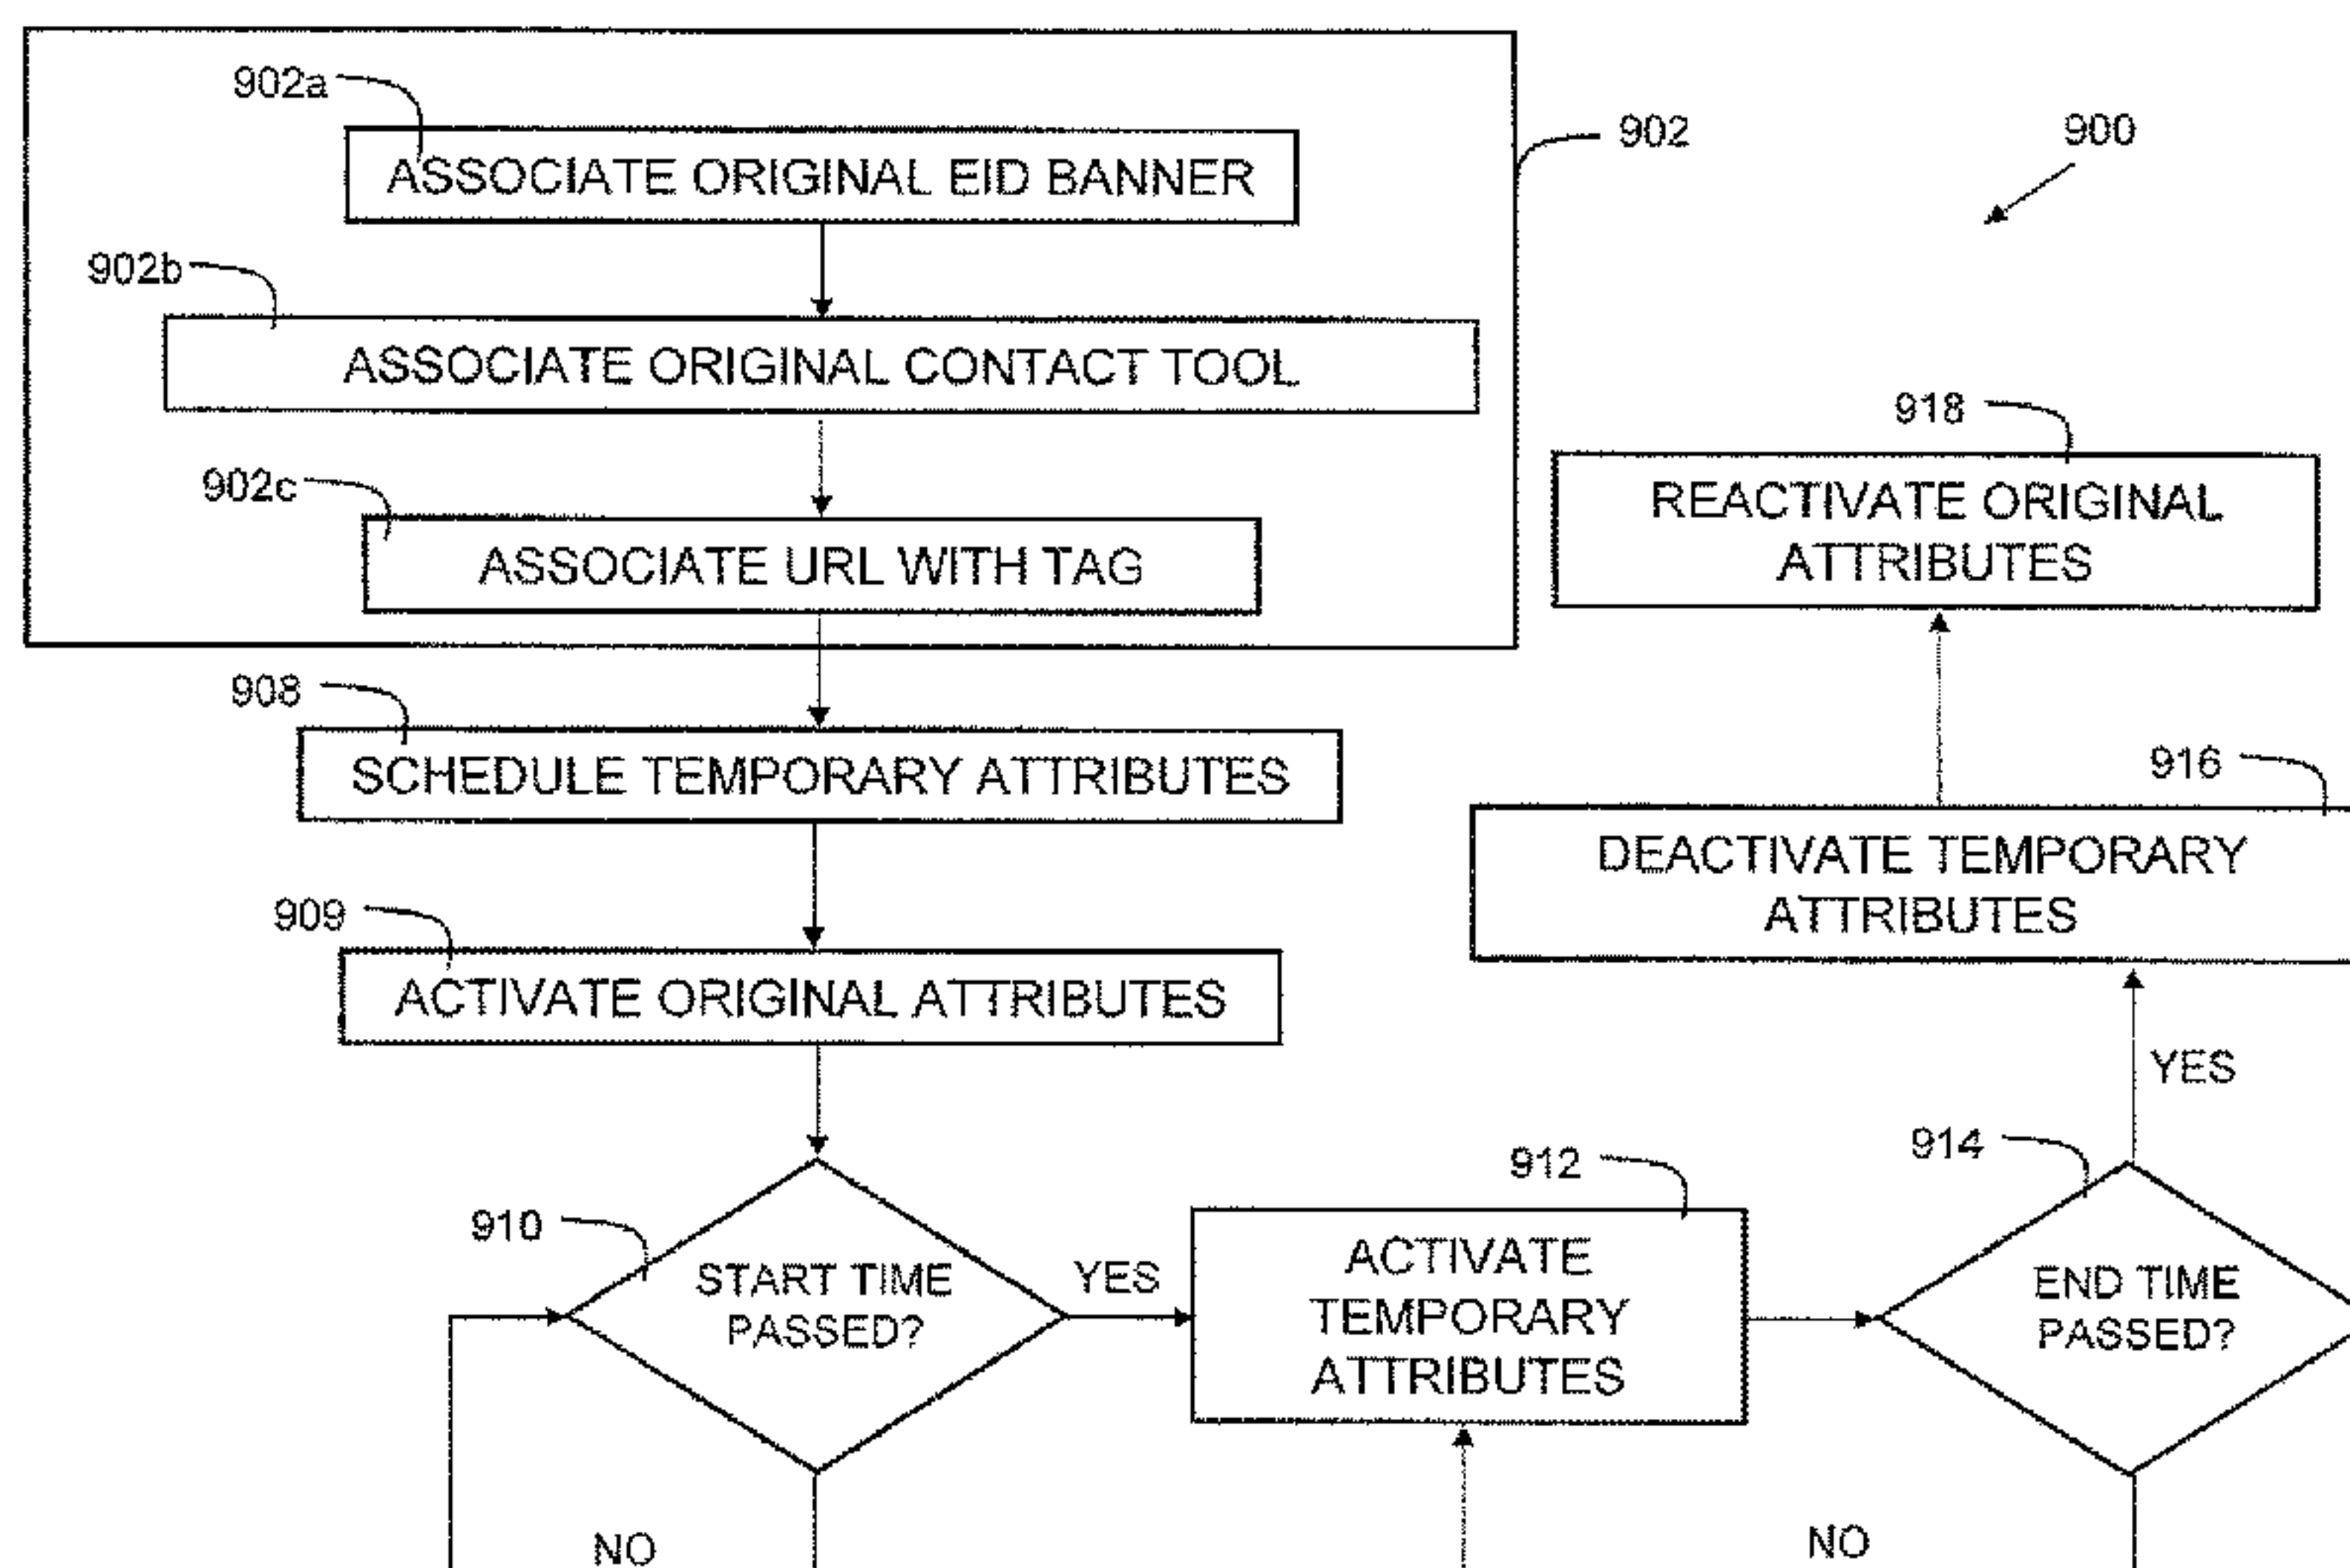 902a
ASSOCIATE ORIGINAL EID BANNER
902
900
902b
ASSOCIATE ORIGINAL CONTACT TOOL
902c
ASSOCIATE URL WITH TAG
918
REACTIVATE ORIGINAL
ATTRIBUTES
908
SCHEDULE TEMPORARY ATTRIBUTES
916
DEACTIVATE TEMPORARY
ATTRIBUTES
909
ACTIVATE ORIGINAL ATTRIBUTES
YES
910
START TIME
PASSED?
YES
912
ACTIVATE
TEMPORARY
ATTRIBUTES
914
END TIME
PASSED?
NO
NO